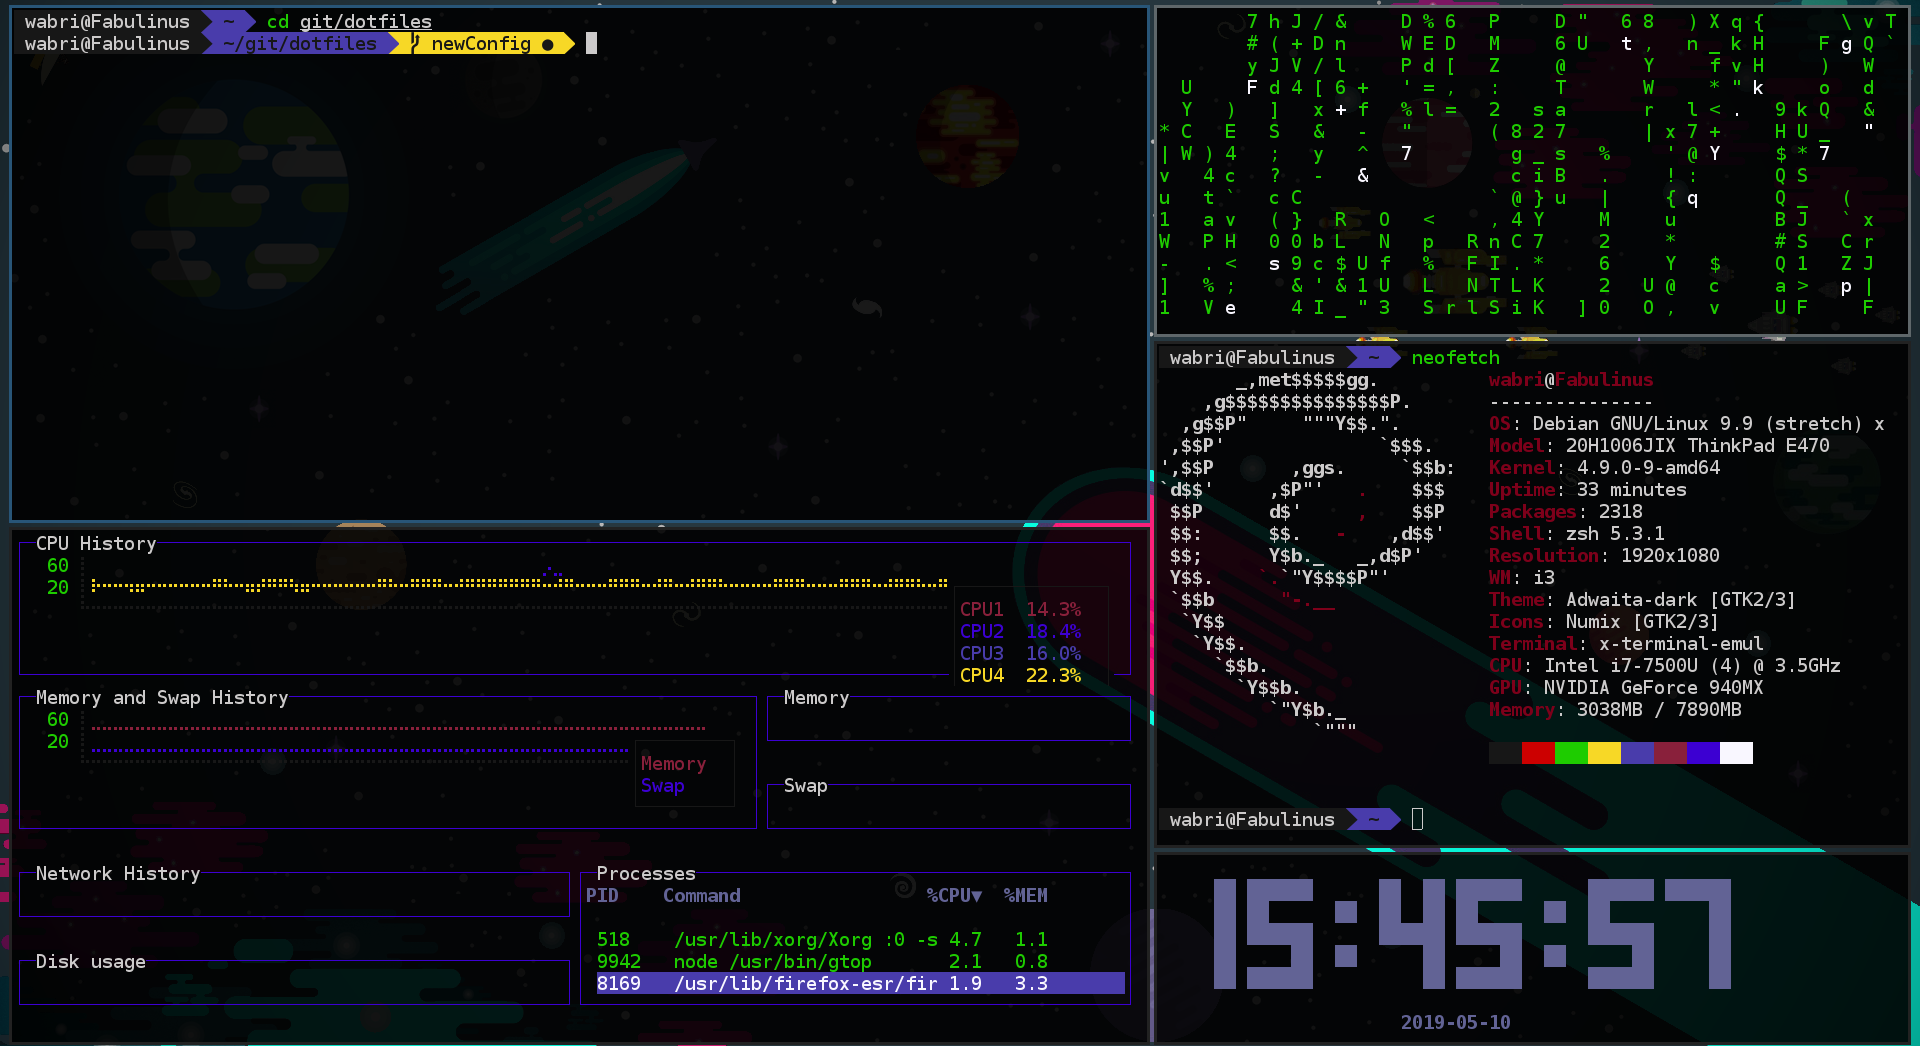 wabri@Fabulinus ~ cd git/dotfiles
wabri@Fabulinus ~/git/dotfiles newConfig ●
CPU History
60
20
CPU1 14.3%
CPU2 18.4%
CPU3 16.0%
CPU4 22.3%
Memory and Swap History
60
20
Memory
Swap
Memory
Swap
Network History
Disk usage
Processes
PID Command %CPU▼ %MEM
518 /usr/lib/xorg/Xorg :0 -s 4.7 1.1
9942 node /usr/bin/gtop 2.1 0.8
8169 /usr/lib/firefox-esr/fir 1.9 3.3
7 h J / & D % 6 P D " 6 8 ) X q { \ v T
# ( + D n W E D M 6 U t , n _ k H F g Q `
y J V / l P d [ Z @ Y f v H ) W
U F d 4 [ 6 + ' = , : T W * " k o d
Y ) ] x + f % l = 2 s a r l < . 9 k Q &
* C E S & - " ( 8 2 7 | x 7 + H U _ "
| W ) 4 ; y ^ 7 g _ s % ' @ Y $ * 7
v 4 c ? - & c i B . ! : Q S
u t ` c C ` @ } u | { q Q _ (
1 a v ( } R O < , 4 Y M u B J ` x
W P H 0 0 b L N p R n C 7 2 * # S C r
- . < s 9 c $ U f % F I . * 6 Y $ Q 1 Z J
] % ; & ' & 1 U L N T L K 2 U @ c a > p |
1 V e 4 I _ " 3 S r l S i K ] 0 O , v U F F
wabri@Fabulinus ~ neofetch
wabri@Fabulinus
---------------
OS: Debian GNU/Linux 9.9 (stretch) x
Model: 20H1006JIX ThinkPad E470
Kernel: 4.9.0-9-amd64
Uptime: 33 minutes
Packages: 2318
Shell: zsh 5.3.1
Resolution: 1920x1080
WM: i3
Theme: Adwaita-dark [GTK2/3]
Icons: Numix [GTK2/3]
Terminal: x-terminal-emul
CPU: Intel i7-7500U (4) @ 3.5GHz
GPU: NVIDIA GeForce 940MX
Memory: 3038MB / 7890MB
wabri@Fabulinus ~
15:45:57
2019-05-10